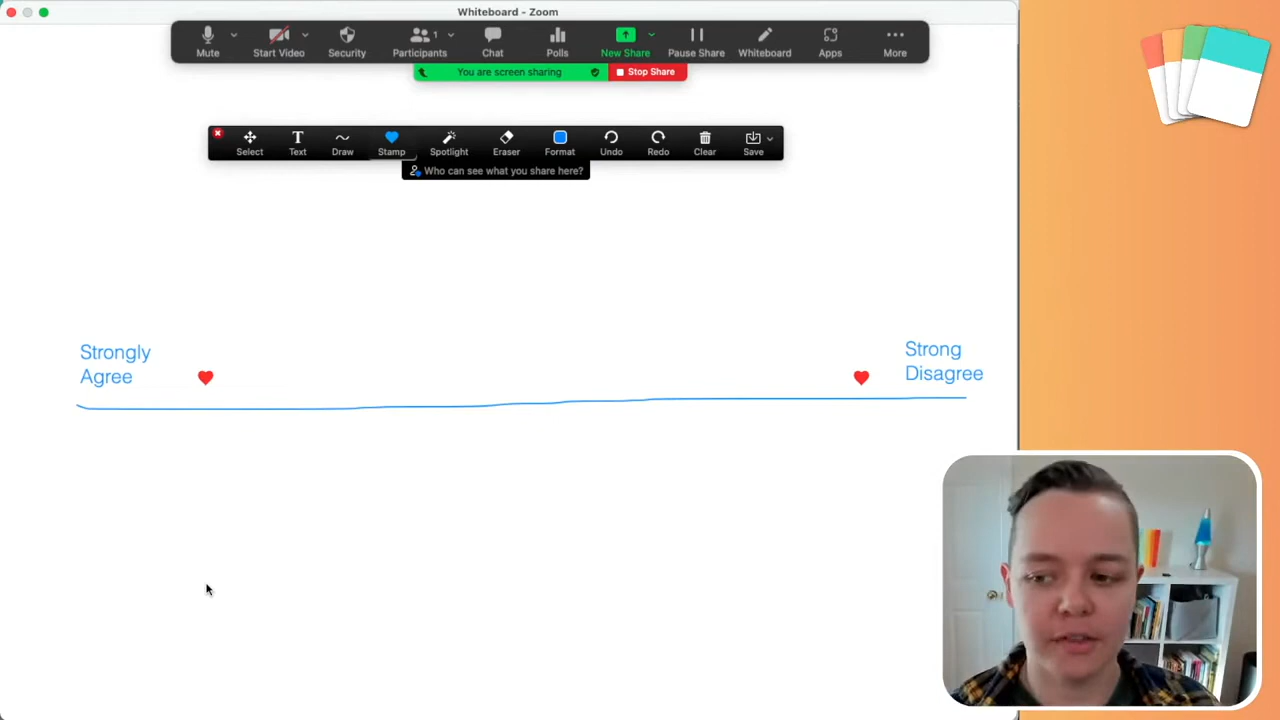 Whiteboard - Zoom
Mute
Start Video
Security
Participants 1
Chat
Polls
New Share
Pause Share
Whiteboard
Apps
More
You are screen sharing
Stop Share
Select
Text
Draw
Stamp
Spotlight
Eraser
Format
Undo
Redo
Clear
Save
Who can see what you share here?
Strongly
Agree
Strong
Disagree